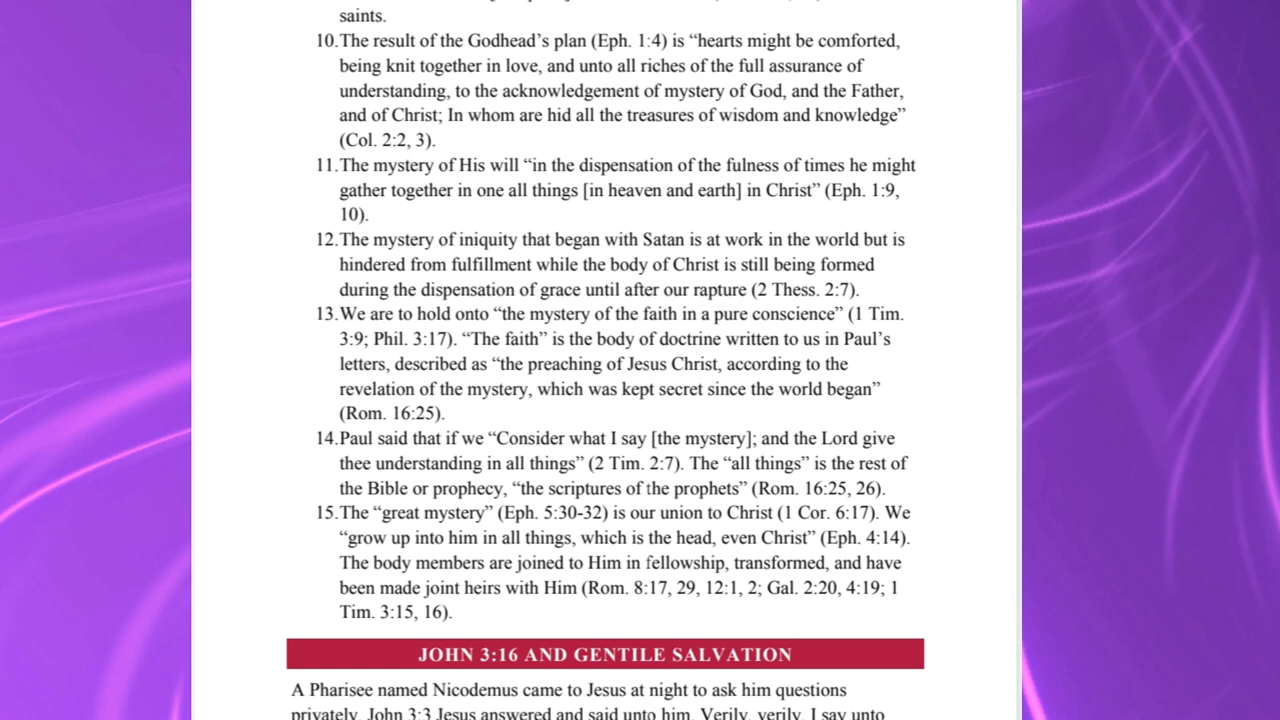 saints.
10.The result of the Godhead’s plan (Eph. 1:4) is “hearts might be comforted,
being knit together in love, and unto all riches of the full assurance of
understanding, to the acknowledgement of mystery of God, and the Father,
and of Christ; In whom are hid all the treasures of wisdom and knowledge”
(Col. 2:2, 3).
11.The mystery of His will “in the dispensation of the fulness of times he might
gather together in one all things [in heaven and earth] in Christ” (Eph. 1:9,
10).
12.The mystery of iniquity that began with Satan is at work in the world but is
hindered from fulfillment while the body of Christ is still being formed
during the dispensation of grace until after our rapture (2 Thess. 2:7).
13.We are to hold onto “the mystery of the faith in a pure conscience” (1 Tim.
3:9; Phil. 3:17). “The faith” is the body of doctrine written to us in Paul’s
letters, described as “the preaching of Jesus Christ, according to the
revelation of the mystery, which was kept secret since the world began”
(Rom. 16:25).
14.Paul said that if we “Consider what I say [the mystery]; and the Lord give
thee understanding in all things” (2 Tim. 2:7). The “all things” is the rest of
the Bible or prophecy, “the scriptures of the prophets” (Rom. 16:25, 26).
15.The “great mystery” (Eph. 5:30-32) is our union to Christ (1 Cor. 6:17). We
“grow up into him in all things, which is the head, even Christ” (Eph. 4:14).
The body members are joined to Him in fellowship, transformed, and have
been made joint heirs with Him (Rom. 8:17, 29, 12:1, 2; Gal. 2:20, 4:19; 1
Tim. 3:15, 16).
JOHN 3:16 AND GENTILE SALVATION
A Pharisee named Nicodemus came to Jesus at night to ask him questions
privately. John 3:3 Jesus answered and said unto him, Verily, verily, I say unto